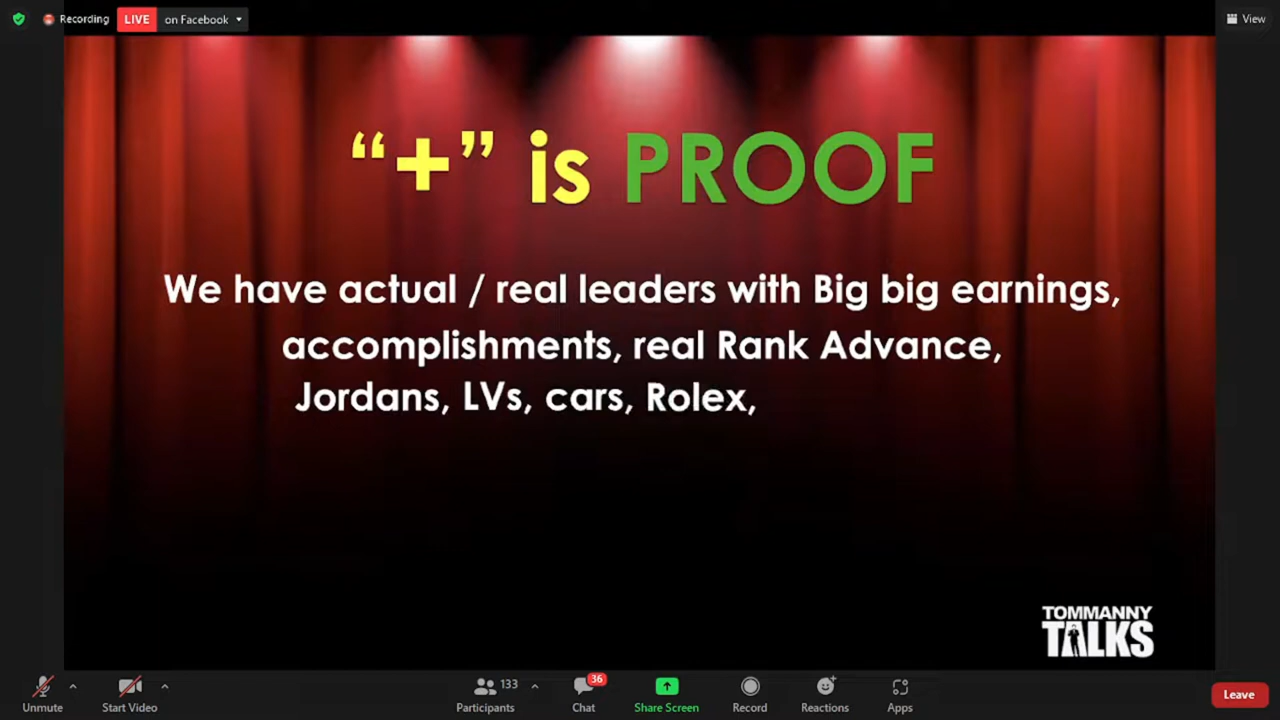 Recording LIVE on Facebook View
“+” is PROOF
We have actual / real leaders with Big big earnings,
accomplishments, real Rank Advance,
Jordans, LVs, cars, Rolex,
TOMMANNY
TALKS
133 36
Unmute Start Video Participants Chat Share Screen Record Reactions Apps Leave